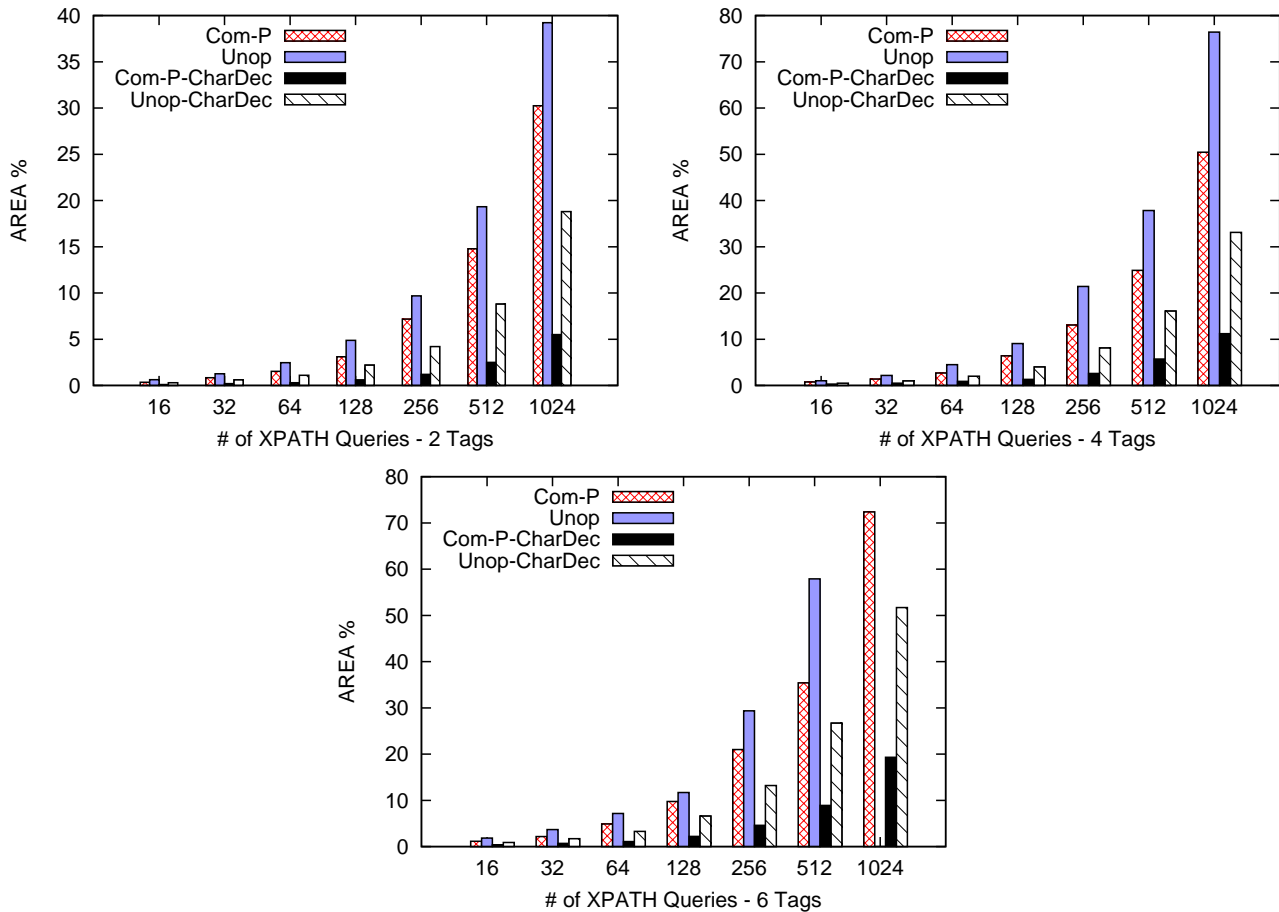 40
35
30
25
20
15
10
5
0
AREA %
Com-P
Unop
Com-P-CharDec
Unop-CharDec
16 32 64 128 256 512 1024
# of XPATH Queries - 2 Tags
80
70
60
50
40
30
20
10
0
AREA %
Com-P
Unop
Com-P-CharDec
Unop-CharDec
16 32 64 128 256 512 1024
# of XPATH Queries - 4 Tags
80
70
60
50
40
30
20
10
0
AREA %
Com-P
Unop
Com-P-CharDec
Unop-CharDec
16 32 64 128 256 512 1024
# of XPATH Queries - 6 Tags